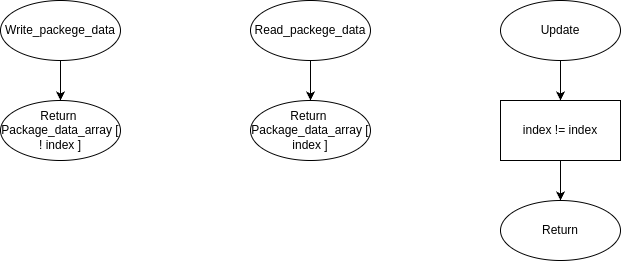 Write_packege_data
Read_packege_data
Update
Return
Package_data_array [
! index ]
Return
Package_data_array [
index ]
index != index
Return